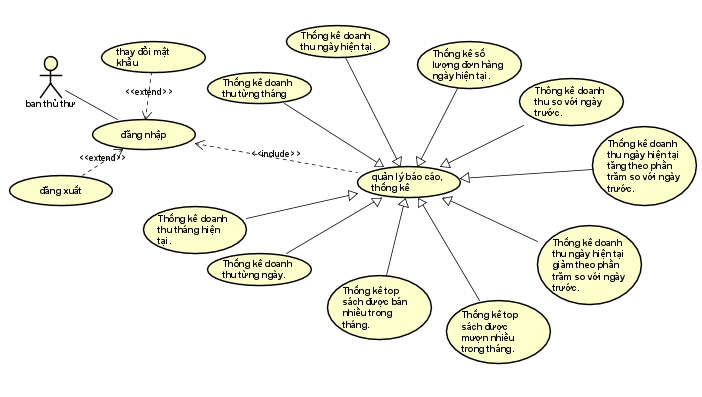 Thống kê doanh
thu ngày hiện tại .
thay đổi mật
khẩu
Thống kê số
lượng đơn hàng
ngày hiện tại .
Thống kê doanh
thu từng tháng
<<extend>>
Thông kê doanh
thu so với ngày
trước.
ban thủ thư
đăng nhập
<<extend>>
<<include>>
Thống kê doanh
thu ngày hiện tại
tăng theo phần
trăm so với ngày
trước.
quản lý báo cáo,
thống kê
đăng xuất
Thống kê doanh
thu tháng hiện
tại .
Thống kê doanh
thu từng ngày.
Thống kê doanh
thu ngày hiện tại
giảm theo phần
trăm so với ngày
trước.
Thống kê top
sách được bán
nhiều trong
tháng.
Thống kê top
sách được
mượn nhiều
trong tháng.